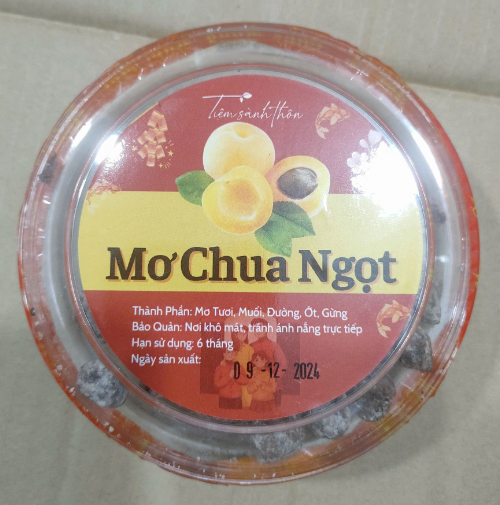 Tiệm sành thôn
Mơ Chua Ngọt
Thành Phần: Mơ Tươi, Muối, Đường, Ớt, Gừng
Bảo Quản: Nơi khô mát, tránh ánh nắng trực tiếp
Hạn sử dụng: 6 tháng
Ngày sản xuất: 09-12-2024